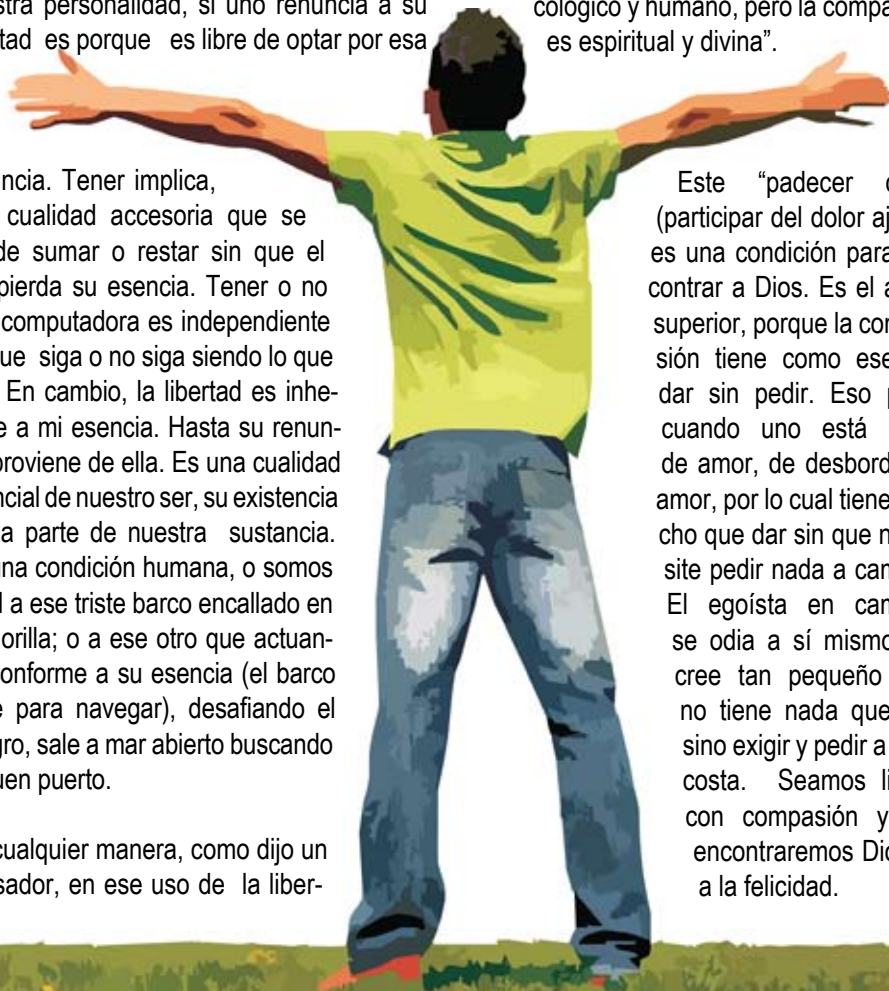 stra personalidad, si uno renuncia a su
tad es porque es libre de optar por esa
ncia. Tener implica,
cualidad accesoria que se
de sumar o restar sin que el
pierda su esencia. Tener o no
computadora es independiente
ue siga o no siga siendo lo que
En cambio, la libertad es inhe-
e a mi esencia. Hasta su renun-
proviene de ella. Es una cualidad
ncial de nuestro ser, su existencia
a parte de nuestra sustancia.
una condición humana, o somos
l a ese triste barco encallado en
orilla; o a ese otro que actuan-
conforme a su esencia (el barco
e para navegar), desafiando el
gro, sale a mar abierto buscando
uen puerto.
cualquier manera, como dijo un
sador, en ese uso de la liber-
cológico y humano, pero la compa
es espiritual y divina”.
Este “padecer
(participar del dolor aj
es una condición para
contrar a Dios. Es el a
superior, porque la con
sión tiene como ese
dar sin pedir. Eso p
cuando uno está
de amor, de desbord
amor, por lo cual tiene
cho que dar sin que n
site pedir nada a cam
El egoísta en cam
se odia a sí mismo
cree tan pequeño
no tiene nada que
sino exigir y pedir a
costa. Seamos li
con compasión y
encontraremos Dio
a la felicidad.